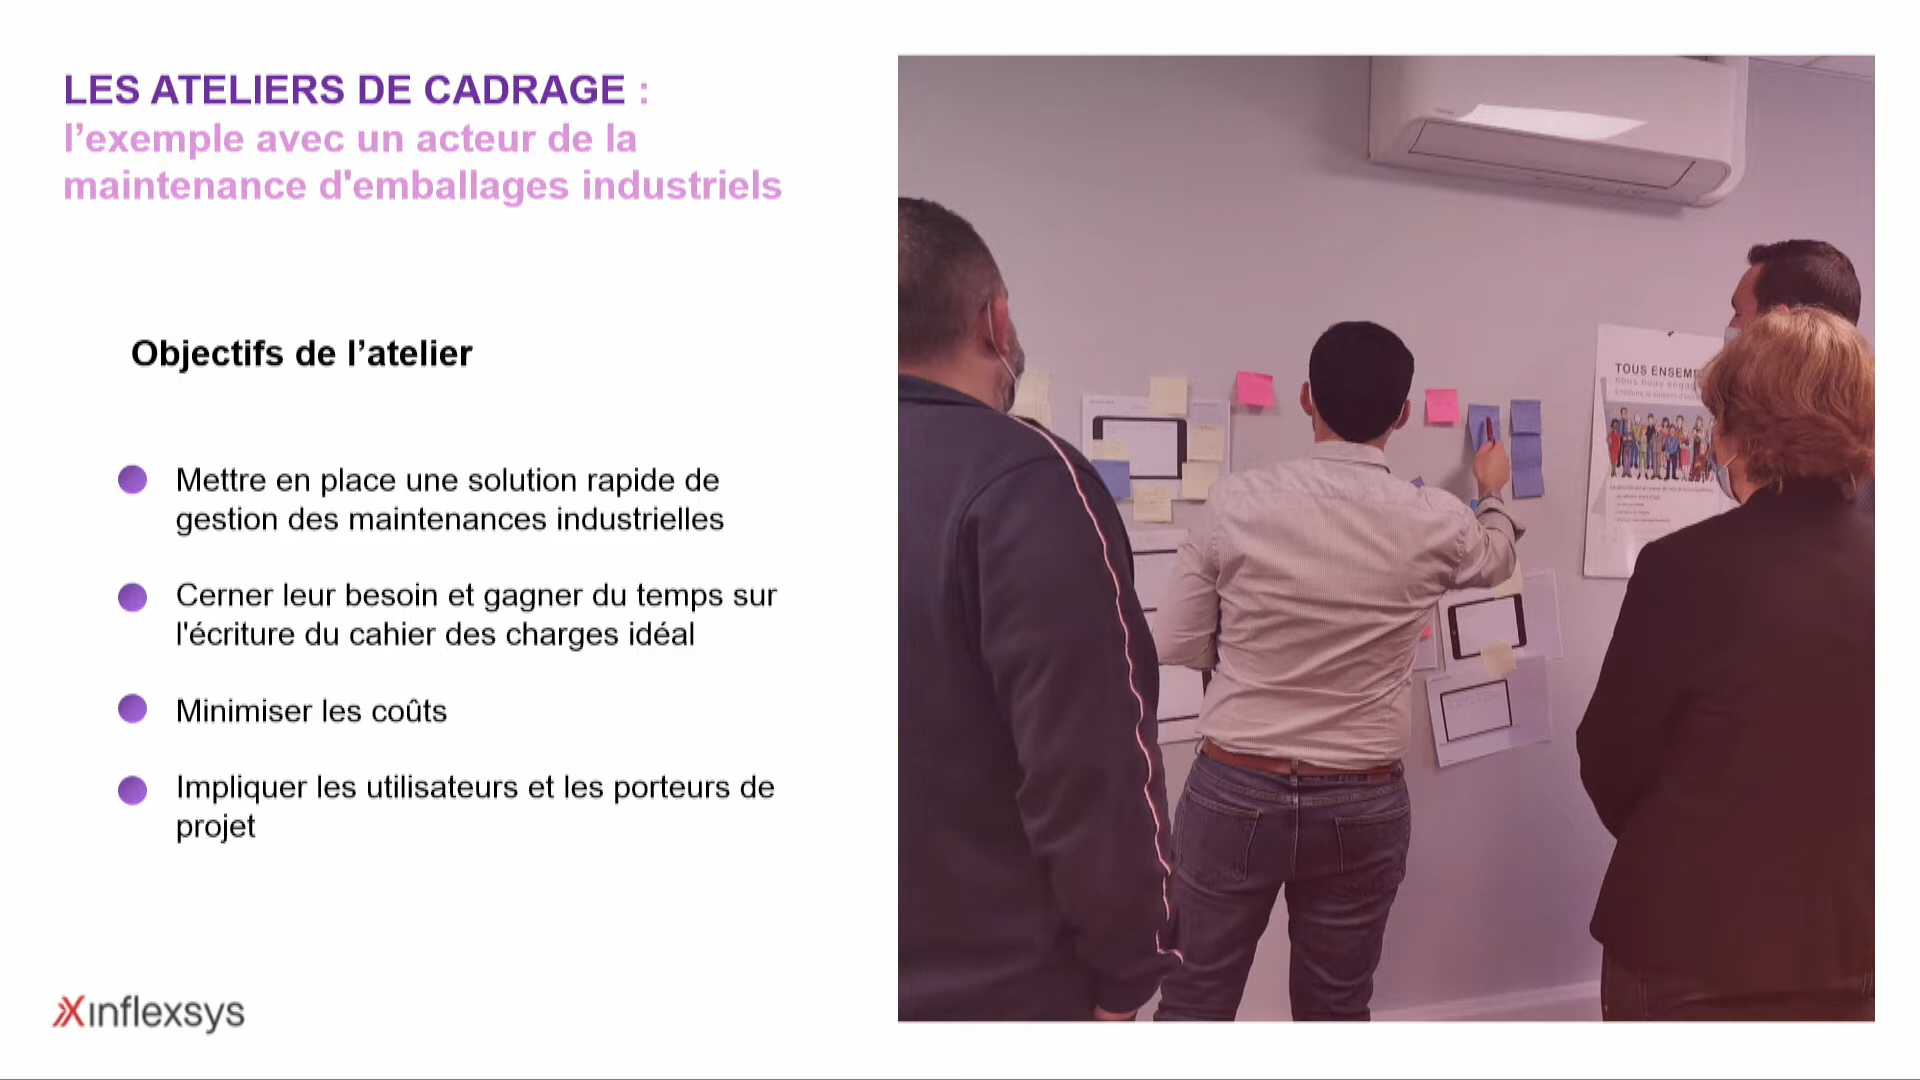 LES ATELIERS DE CADRAGE :
l’exemple avec un acteur de la
maintenance d'emballages industriels
Objectifs de l’atelier
Mettre en place une solution rapide de
gestion des maintenances industrielles
Cerner leur besoin et gagner du temps sur
l'écriture du cahier des charges idéal
Minimiser les coûts
Impliquer les utilisateurs et les porteurs de
projet
inflexsys
TOUS
nous nous